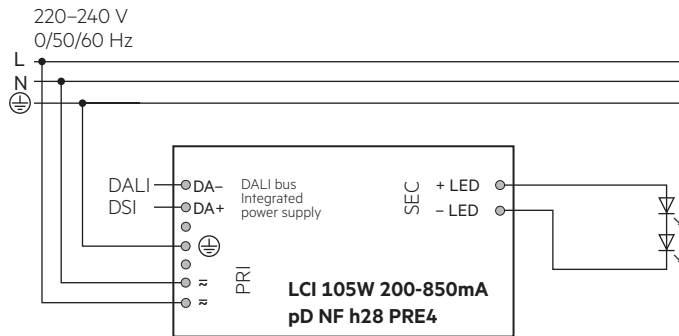 220–240 V
0/50/60 Hz
L
N
DALI
DSI
DA–
DA+
DALI bus
Integrated
power supply
PRI
SEC
+ LED
– LED
LCI 105W 200-850mA
pD NF h28 PRE4